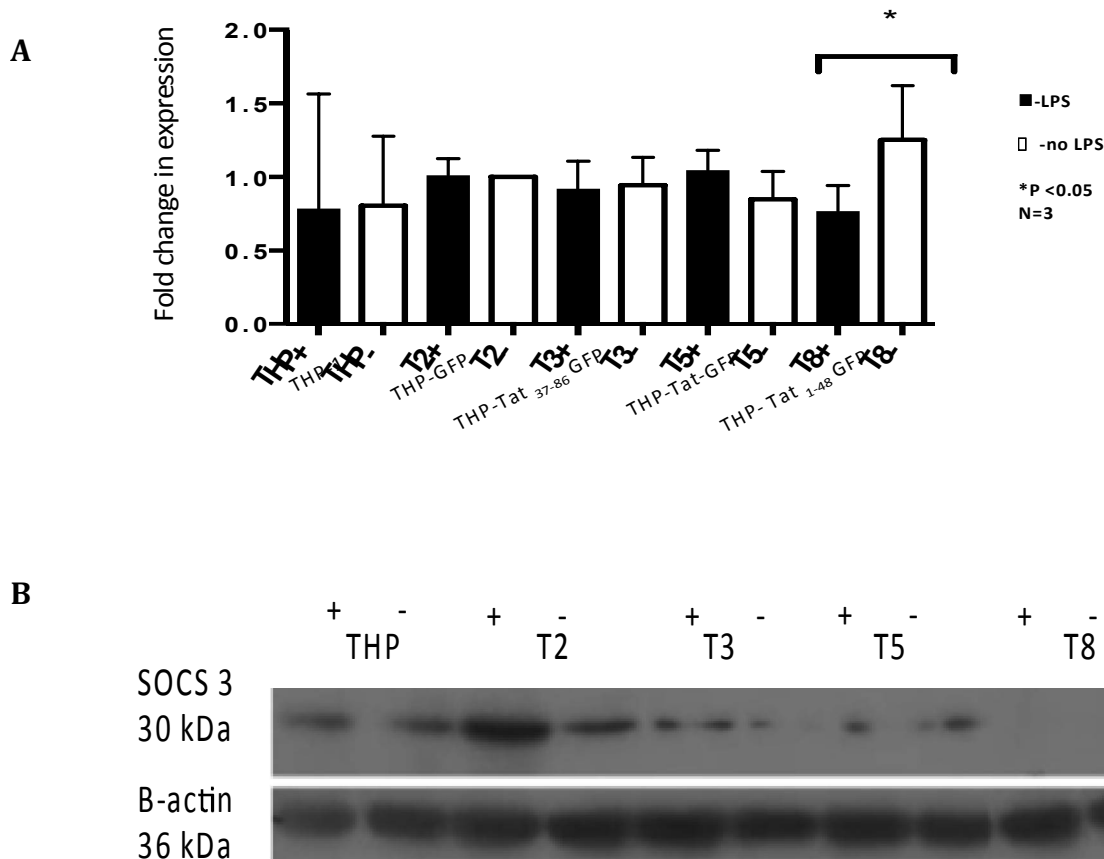 A
Fold change in expression
2.0
1.5
1.0
0.5
0.0
*
THP+
THP-
T2+
T2-
T3+
T3-
T5+
T5-
T8+
T8-
THP-1
THP-GFP
THP-Tat 37-86 GFP
THP-Tat-GFP
THP- Tat 1-48 GFP
-LPS
-no LPS
*P <0.05
N=3
B
+ - + - + - + - + -
THP T2 T3 T5 T8
SOCS 3
30 kDa
B-actin
36 kDa